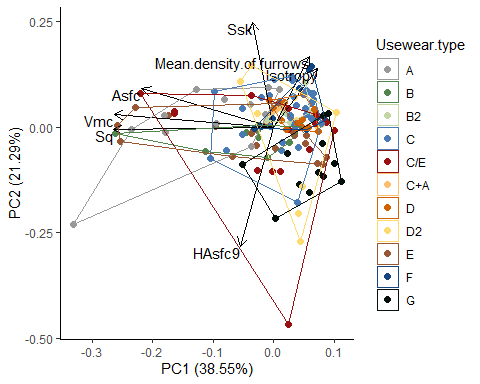 0.25
0.00
-0.25
-0.50
PC2 (21.29%)
Ssk
Mean.density.of.furrows
Isotropy
Asfc
Vmc
Sq
HAsfc9
-0.3
-0.2
-0.1
0.0
0.1
PC1 (38.55%)
Usewear.type
A
B
B2
C
C/E
C+A
D
D2
E
F
G